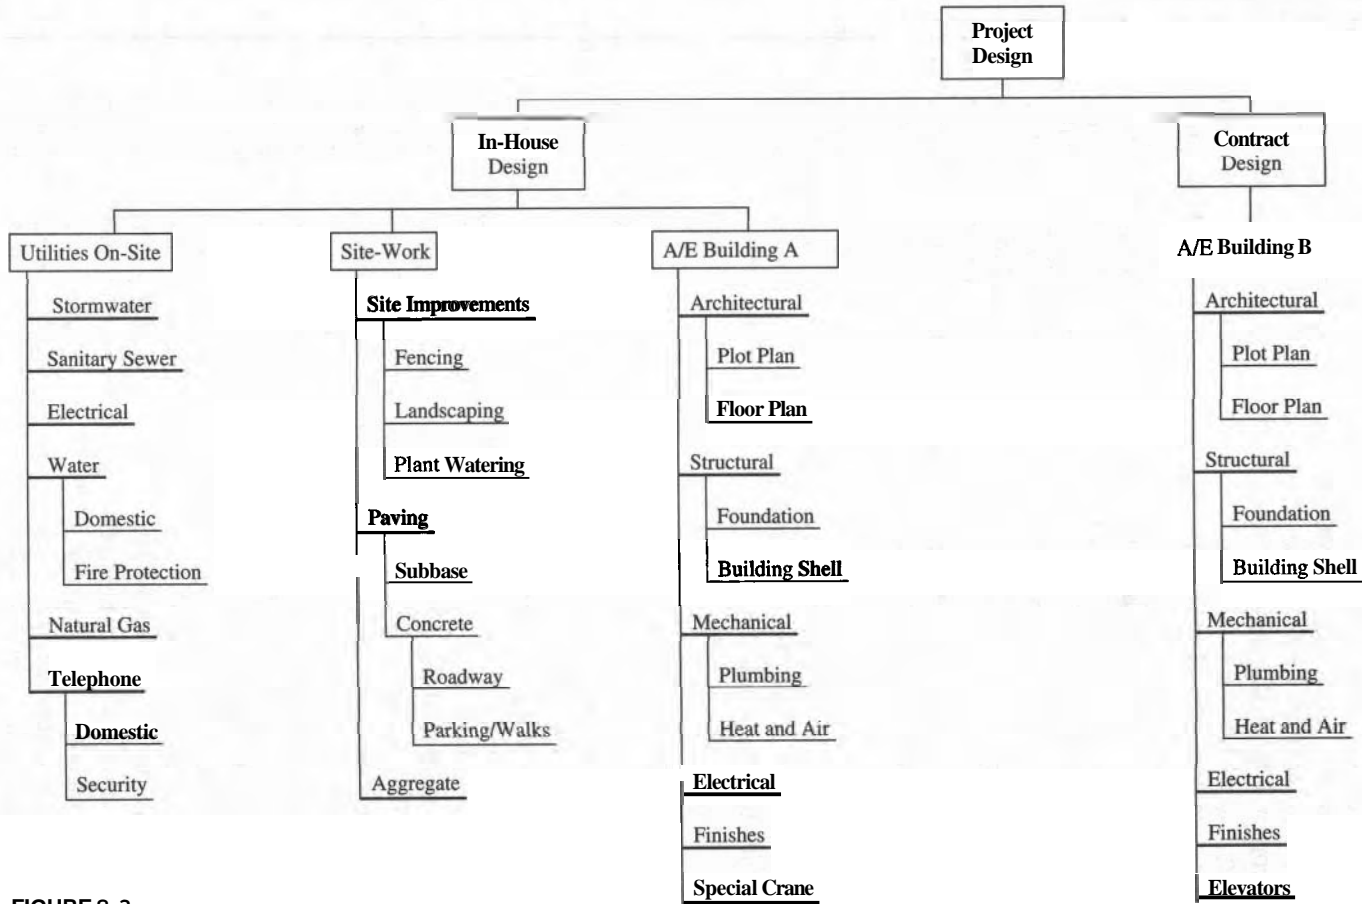 Project
Design
In-House
Design
Contract
Design
Utilities On-Site
Stormwater
Sanitary Sewer
Electrical
Water
Domestic
Fire Protection
Natural Gas
Telephone
Domestic
Security
Site-Work
Site Improvements
Fencing
Landscaping
Plant Watering
Paving
Subbase
Concrete
Roadway
Parking/Walks
Aggregate
A/E Building A
Architectural
Plot Plan
Floor Plan
Structural
Foundation
Building Shell
Mechanical
Plumbing
Heat and Air
Electrical
Finishes
Special Crane
A/E Building B
Architectural
Plot Plan
Floor Plan
Structural
Foundation
Building Shell
Mechanical
Plumbing
Heat and Air
Electrical
Finishes
Elevators